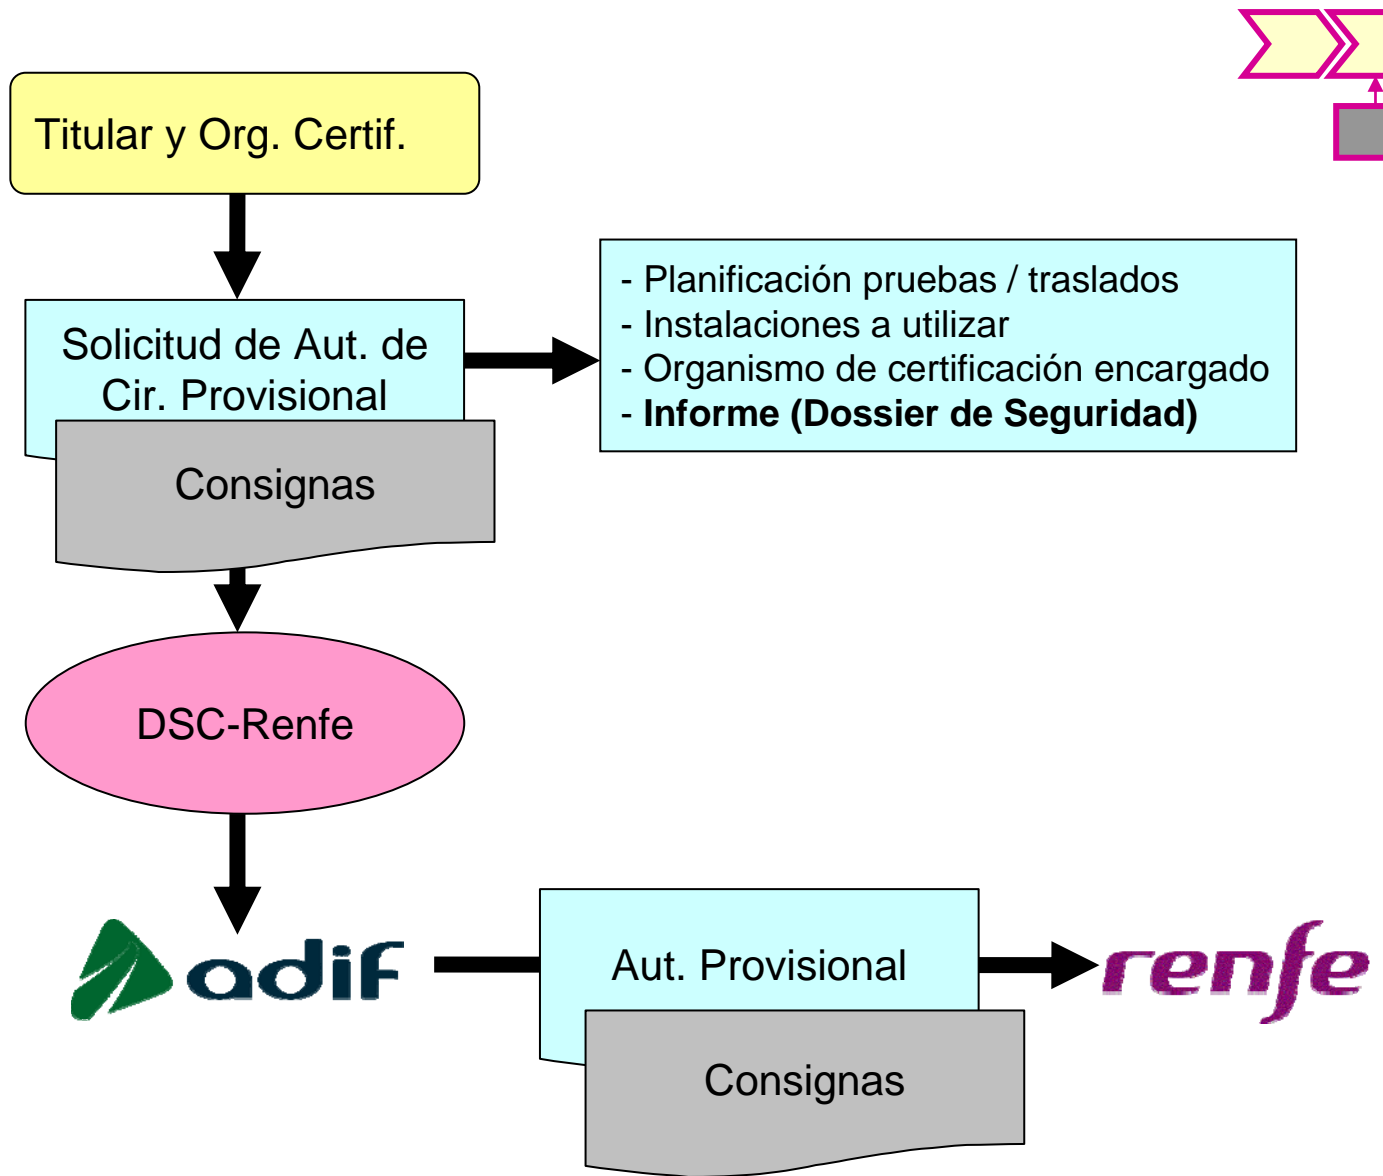 Titular y Org. Certif.
Solicitud de Aut. de
Cir. Provisional
Consignas
- Planificación pruebas / traslados
- Instalaciones a utilizar
- Organismo de certificación encargado
- Informe (Dossier de Seguridad)
DSC-Renfe
adif
Aut. Provisional
Consignas
renfe